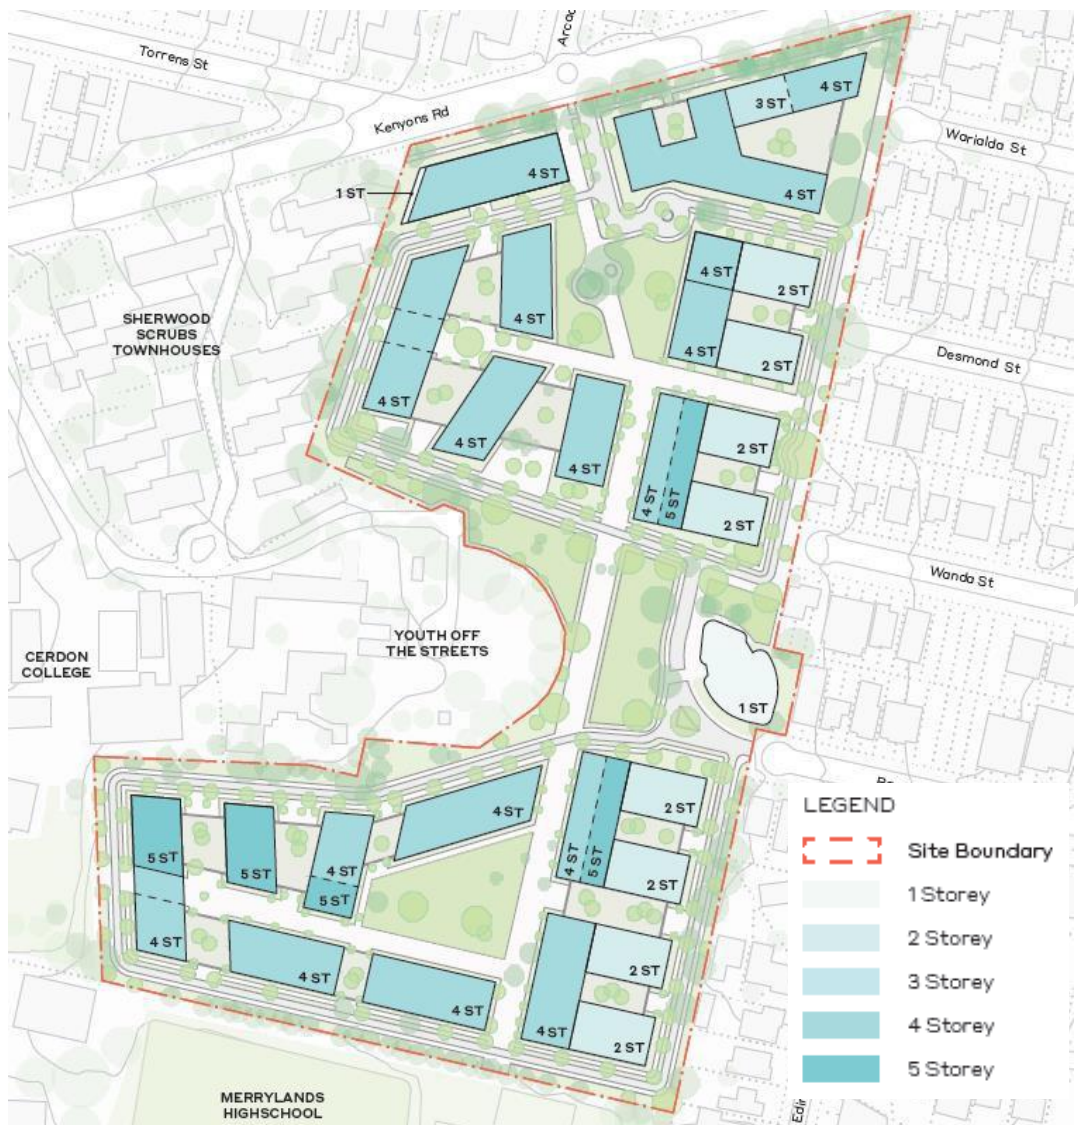 Torrens St
Arcad
Kenyons Rd
Warialda St
3 ST
4 ST
4 ST
1 ST
4 ST
SHERWOOD
SCRUBS
TOWNHOUSES
4 ST
4 ST
2 ST
4 ST
4 ST
2 ST
Desmond St
4 ST
4 ST
4 ST
4 ST
5 ST
2 ST
2 ST
Wanda St
CERDON
COLLEGE
YOUTH OFF
THE STREETS
1 ST
4 ST
4 ST
5 ST
2 ST
2 ST
5 ST
5 ST
4 ST
5 ST
4 ST
4 ST
4 ST
4 ST
2 ST
2 ST
MERRYLANDS
HIGHSCHOOL
LEGEND
Site Boundary
1 Storey
2 Storey
3 Storey
4 Storey
5 Storey